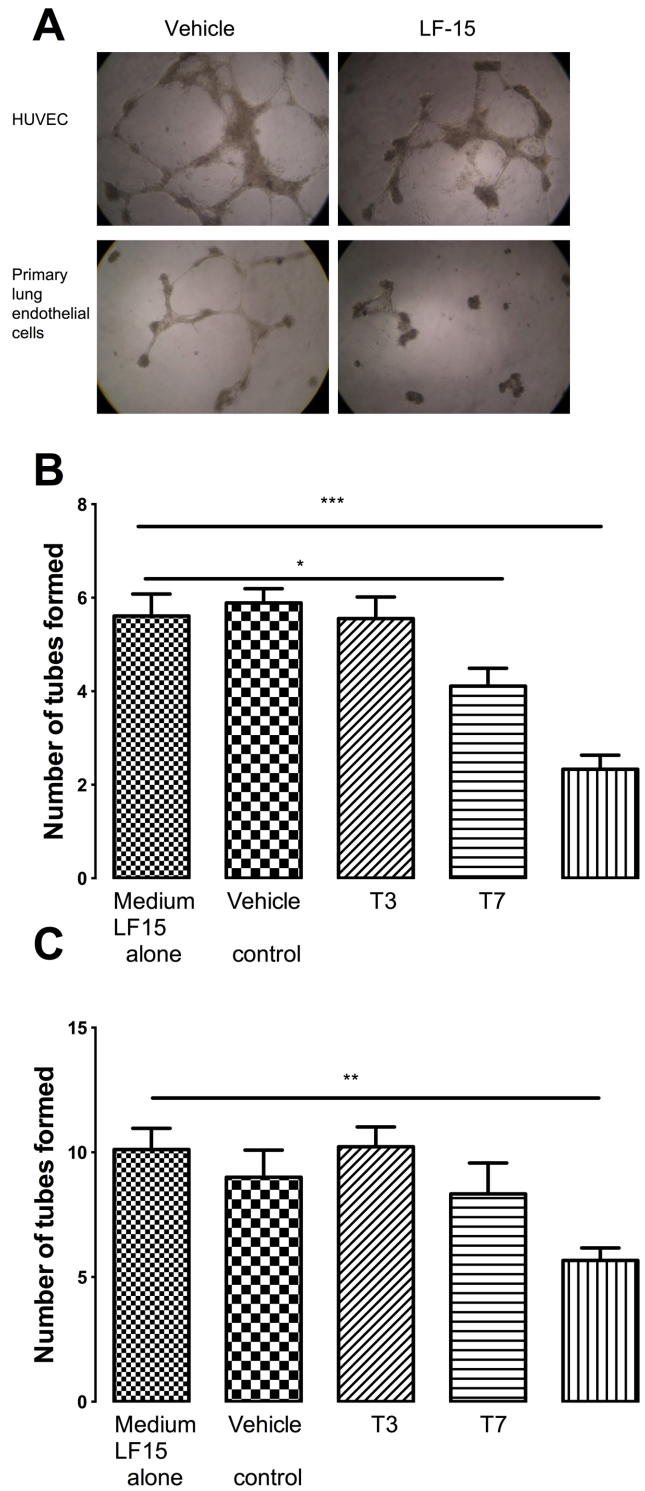 A
Vehicle LF-15
HUVEC
Primary
lung
endothelial
cells
B
***
*
8
6
4
2
0
Number of tubes formed
Medium Vehicle T3 T7
LF15
alone control
C
**
15
10
5
0
Number of tubes formed
Medium Vehicle T3 T7
LF15
alone control